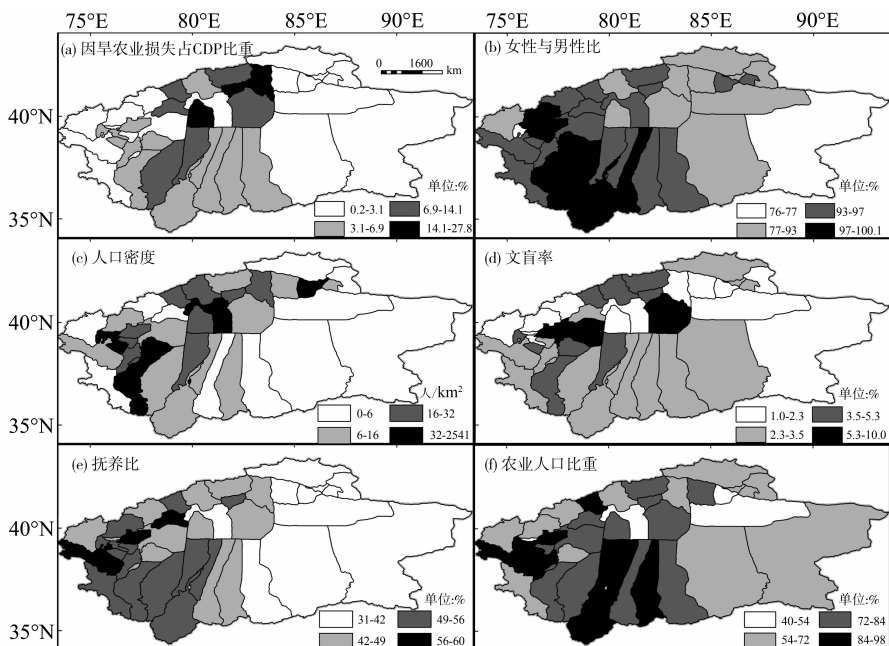 75°E 80°E 85°E 90°E
(a) 因旱农业损失占CDP比重
0 1600
km
40°N
35°N
单位:%
0.2-3.1 6.9-14.1
3.1-6.9 14.1-27.8
(b) 女性与男性比
单位:%
76-77 93-97
77-93 97-100.1
(c) 人口密度
40°N
35°N
人/km²
0-6 16-32
6-16 32-2541
(d) 文盲率
单位:%
1.0-2.3 3.5-5.3
2.3-3.5 5.3-10.0
(e) 抚养比
40°N
35°N
单位:%
31-42 49-56
42-49 56-60
(f) 农业人口比重
单位:%
40-54 72-84
54-72 84-98
75°E 80°E 85°E 90°E